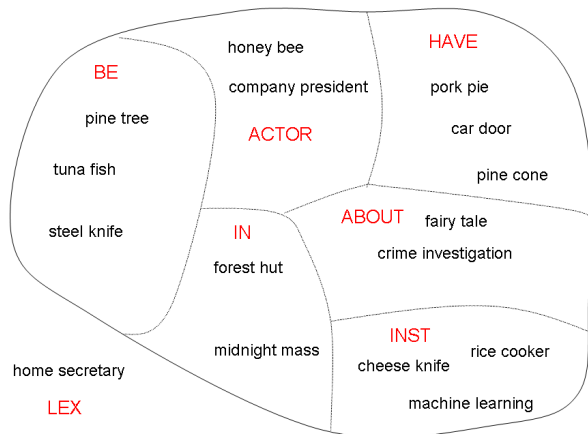 BE
pine tree
tuna fish
steel knife
honey bee
company president
ACTOR
HAVE
pork pie
car door
pine cone
IN
forest hut
midnight mass
ABOUT
fairy tale
crime investigation
INST
rice cooker
cheese knife
machine learning
home secretary
LEX